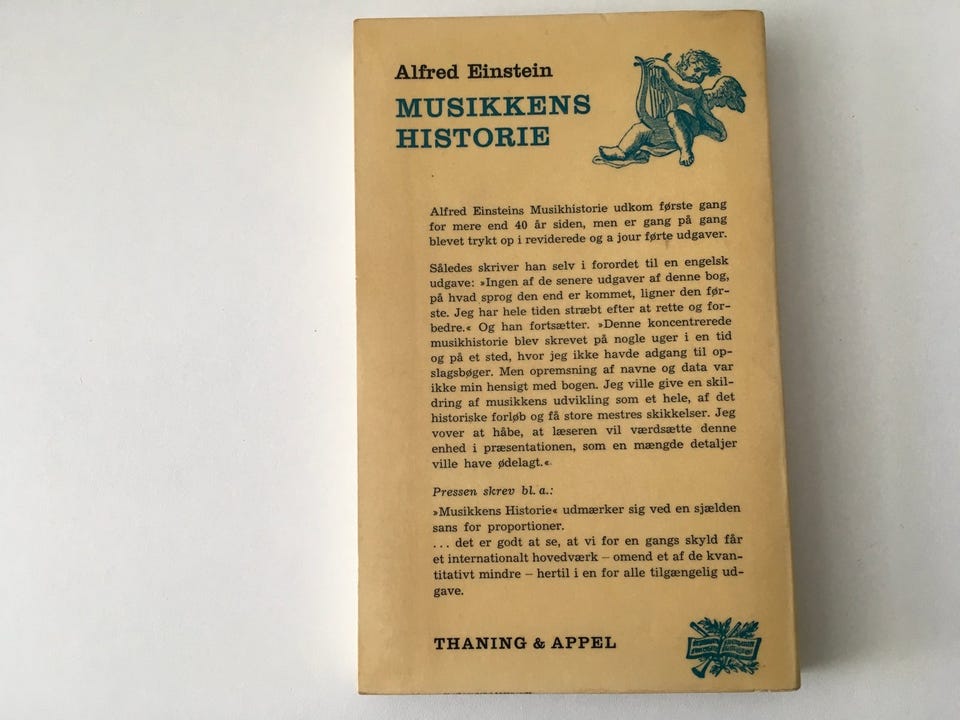 Alfred Einstein
MUSIKKENS
HISTORIE
Alfred Einsteins Musikhistorie udkom første gang
for mere end 40 år siden, men er gang på gang
blevet trykt op i reviderede og a jour førte udgaver.
Således skriver han selv i forordet til en engelsk
udgave: »Ingen af de senere udgaver af denne bog,
på hvad sprog den end er kommet, ligner den før-
ste. Jeg har hele tiden stræbt efter at rette og for-
bedre.« Og han fortsætter. »Denne koncentrerede
musikhistorie blev skrevet på nogle uger i en tid
og på et sted, hvor jeg ikke havde adgang til op-
slagsbøger. Men opremsning af navne og data var
ikke min hensigt med bogen. Jeg ville give en skil-
dring af musikkens udvikling som et hele, af det
historiske forløb og få store mestres skikkelser. Jeg
vover at håbe, at læseren vil værdsætte denne
enhed i præsentationen, som en mængde detaljer
ville have ødelagt.«
Pressen skrev bl. a.:
»Musikkens Historie« udmærker sig ved en sjælden
sans for proportioner.
... det er godt at se, at vi for en gangs skyld får
et internationalt hovedværk – omend et af de kvan-
titativt mindre – hertil i en for alle tilgængelig ud-
gave.
THANING & APPEL